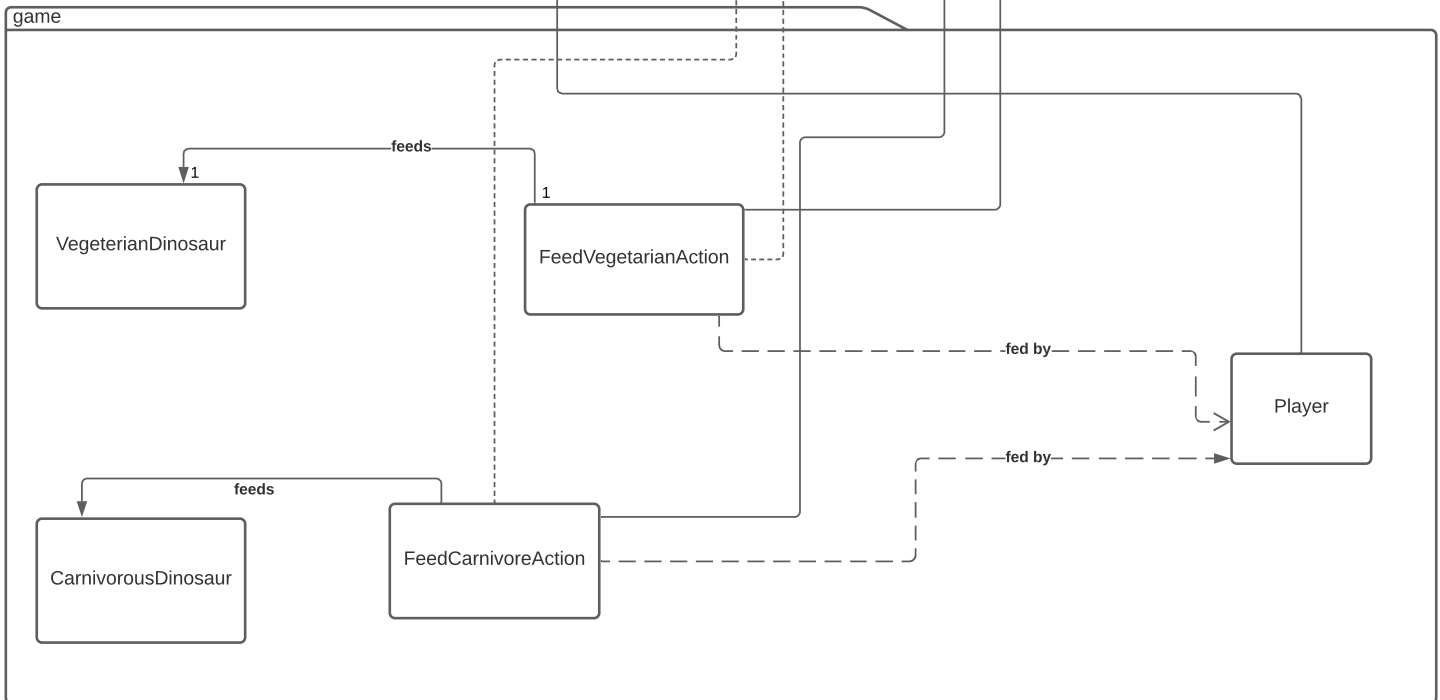 game
feeds
1
1
VegeterianDinosaur
FeedVegetarianAction
fed by
Player
fed by
feeds
FeedCarnivoreAction
CarnivorousDinosaur